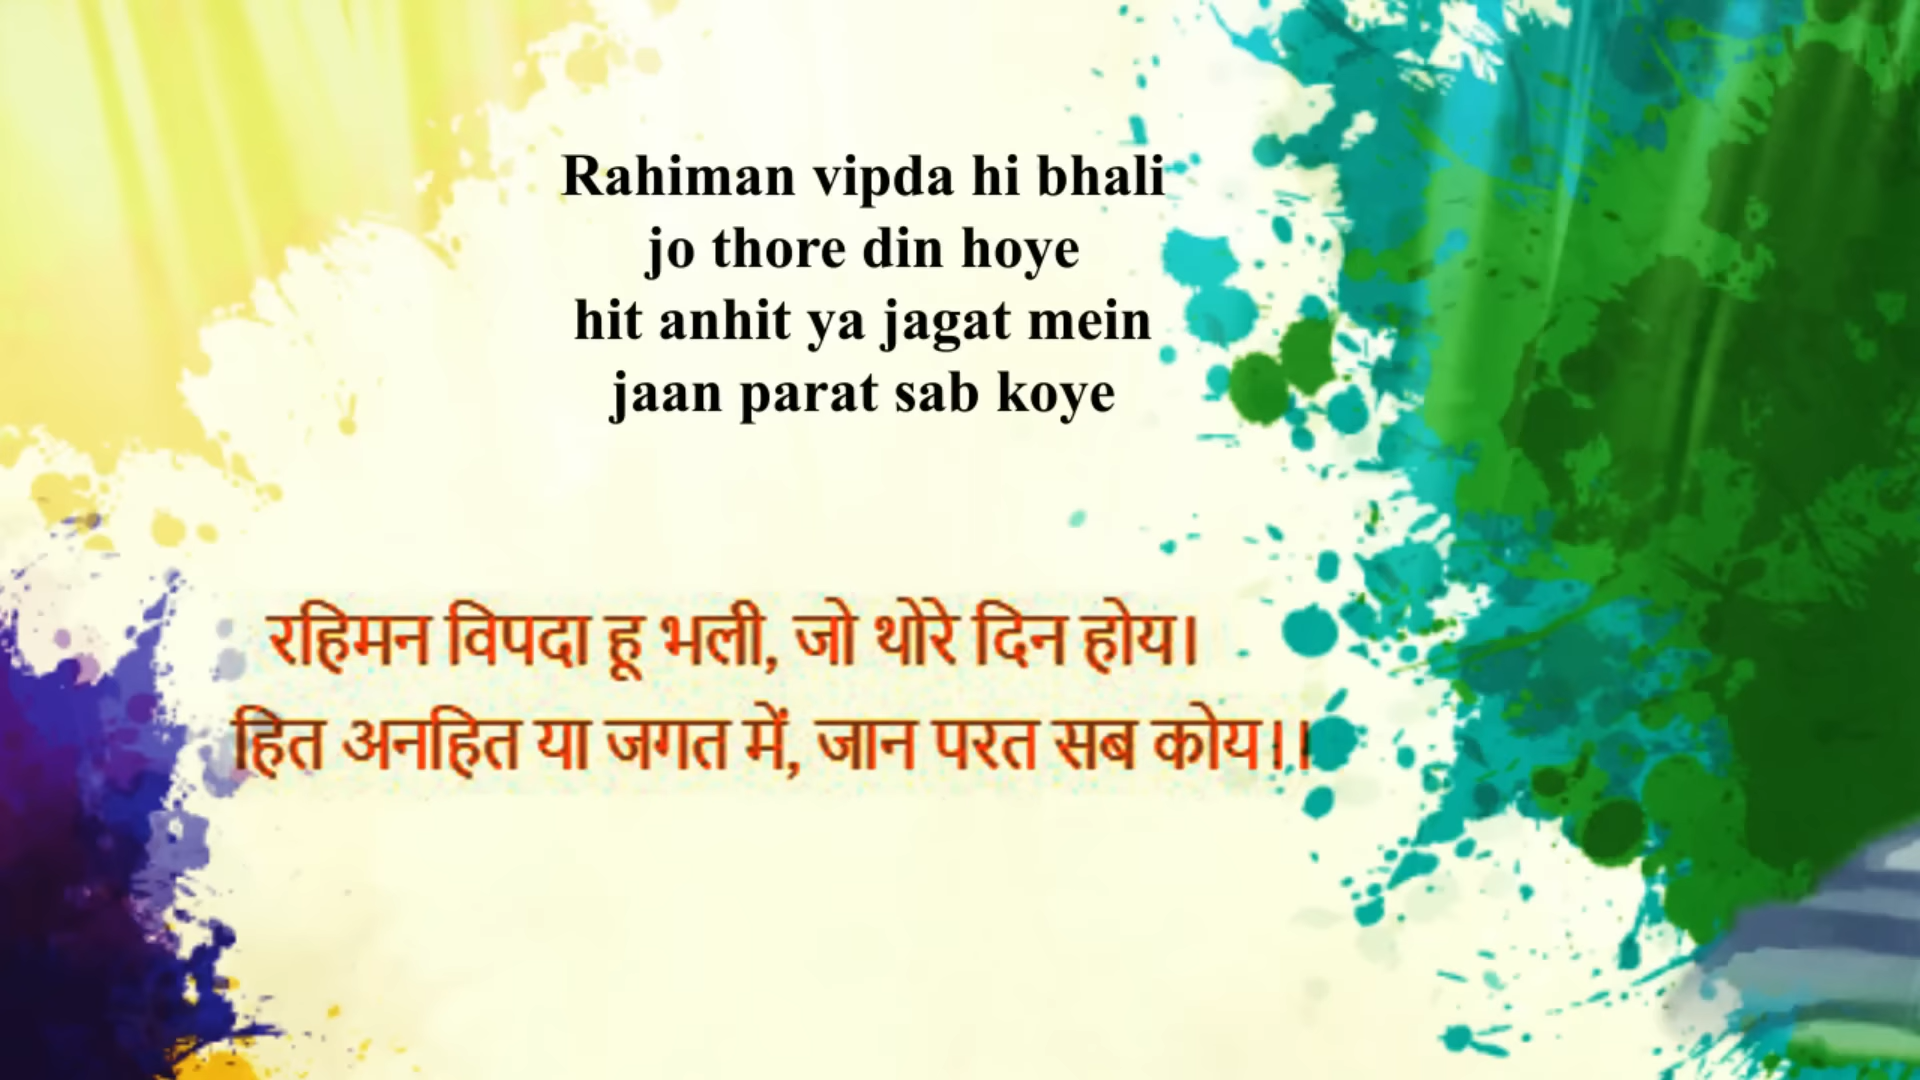 Rahiman vipda hi bhali
jo thore din hoye
hit anhit ya jagat mein
jaan parat sab koye
रहिमन विपदा हू भली, जो थोरे दिन होय।
हित अनहित या जगत में, जान परत सब कोय।।